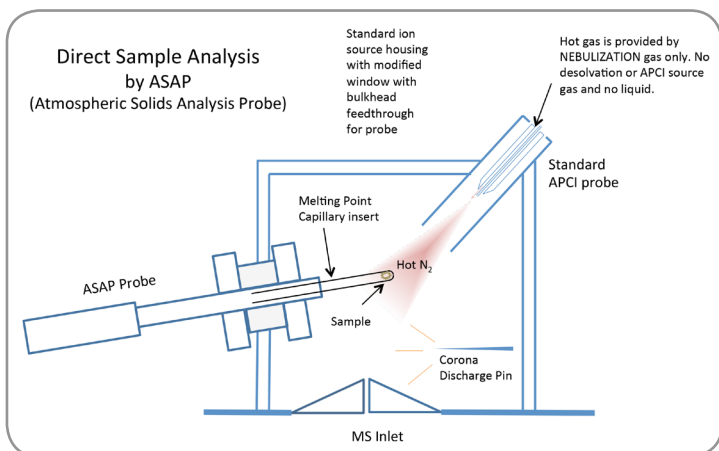 Direct Sample Analysis
by ASAP
(Atmospheric Solids Analysis Probe)
Standard ion
source housing
with modified
window with
bulkhead
feedthrough
for probe
Hot gas is provided by
NEBULIZATION gas only. No
desolvation or APCI source
gas and no liquid.
Standard
APCI probe
Melting Point
Capillary insert
ASAP Probe
Hot N₂
Sample
Corona
Discharge Pin
MS Inlet